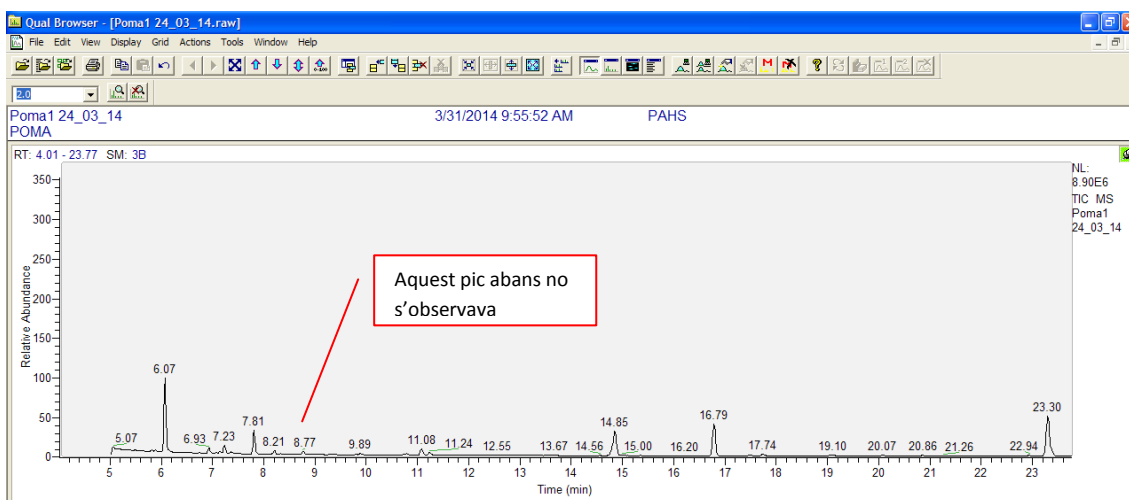 Qual Browser - [Poma1 24_03_14.raw]
File Edit View Display Grid Actions Tools Window Help
2.0
Poma1 24_03_14 3/31/2014 9:55:52 AM PAHS
POMA
RT: 4.01 - 23.77 SM: 3B
NL:
8.90E6
TIC MS
Poma1
24_03_14
Aquest pic abans no
s'observava
Relative Abundance
350
300
250
200
150
100
50
0
6.07
23.30
16.79
7.81
14.85
5.07 6.93 7.23 8.21 8.77 9.89 11.08 11.24 12.55 13.67 14.56 15.00 16.20 17.74 19.10 20.07 20.86 21.26 22.94
5 6 7 8 9 10 11 12 13 14 15 16 17 18 19 20 21 22 23
Time (min)